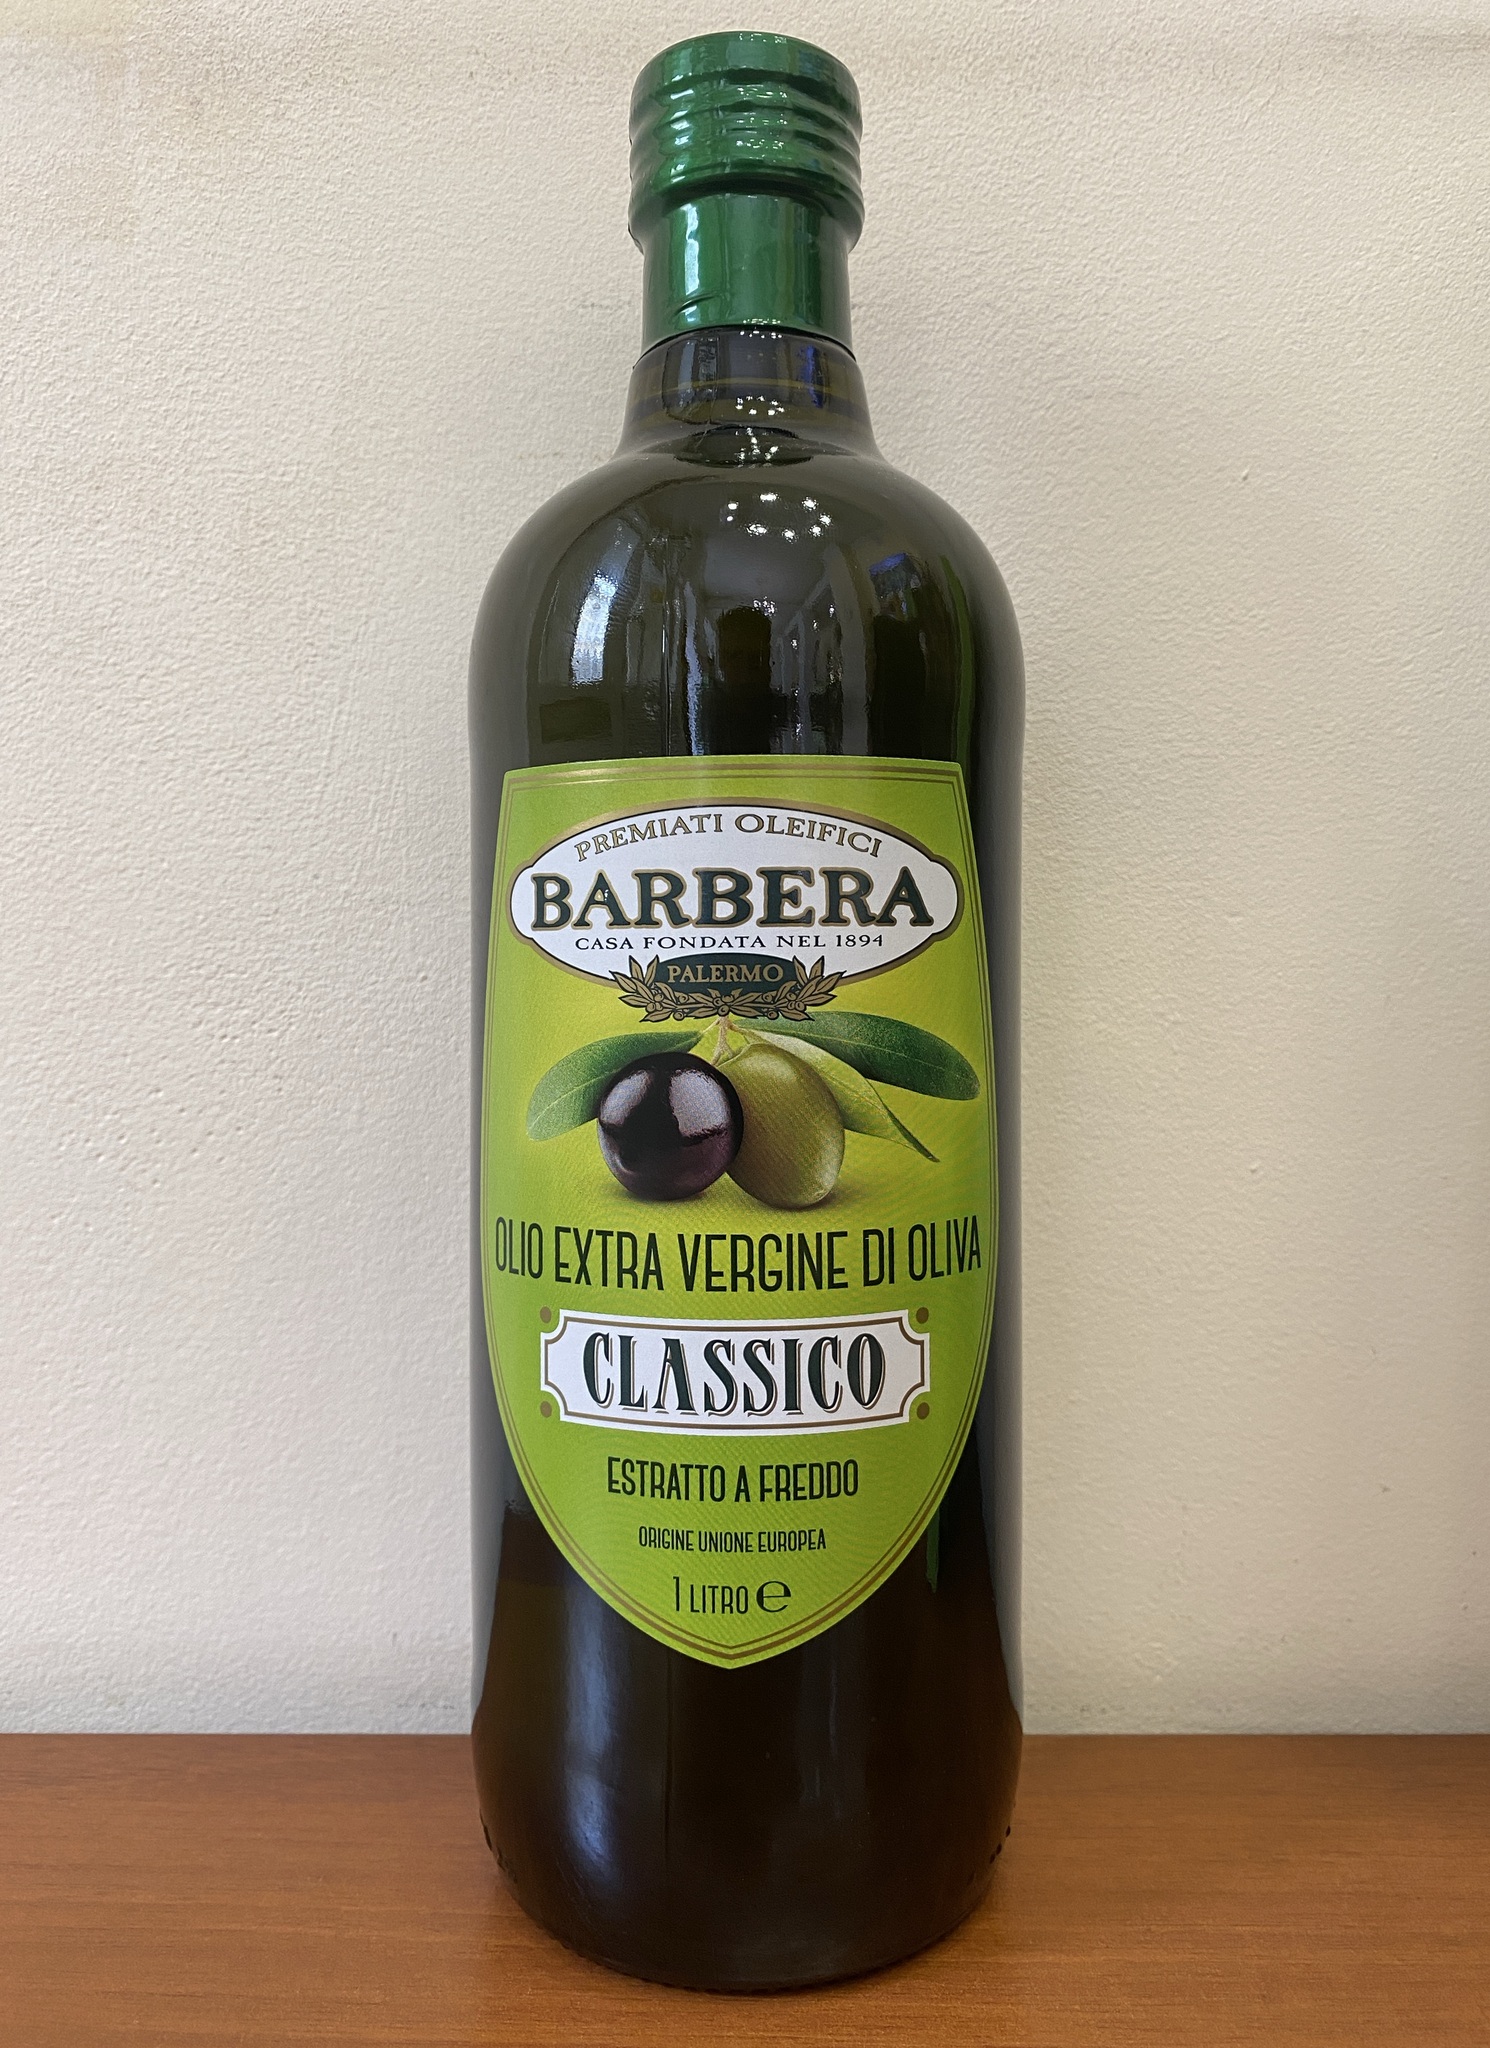 PREMIATI OLEIFICI
BARBERA
CASA FONDATA NEL 1894
PALERMO
OLIO EXTRA VERGINE DI OLIVA
CLASSICO
ESTRATTO A FREDDO
ORIGINE UNIONE EUROPEA
1 LITRO ℮